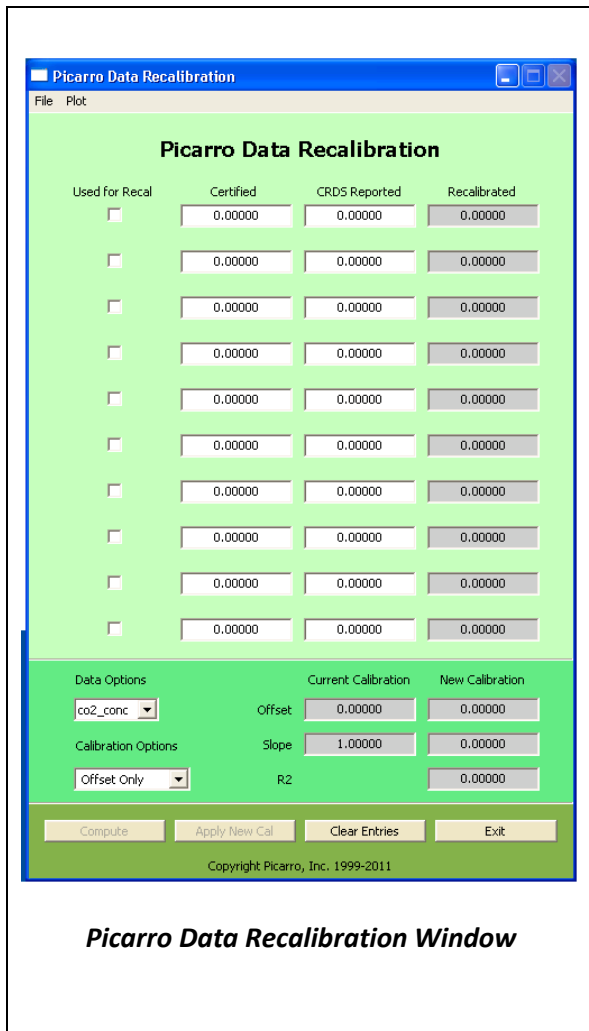 Picarro Data Recalibration
File Plot
Picarro Data Recalibration
Used for Recal Certified CRDS Reported Recalibrated
0.00000 0.00000 0.00000
0.00000 0.00000 0.00000
0.00000 0.00000 0.00000
0.00000 0.00000 0.00000
0.00000 0.00000 0.00000
0.00000 0.00000 0.00000
0.00000 0.00000 0.00000
0.00000 0.00000 0.00000
0.00000 0.00000 0.00000
0.00000 0.00000 0.00000
Data Options Current Calibration New Calibration
co2_conc Offset 0.00000 0.00000
Calibration Options Slope 1.00000 0.00000
Offset Only R2 0.00000
Compute Apply New Cal Clear Entries Exit
Copyright Picarro, Inc. 1999-2011
Picarro Data Recalibration Window